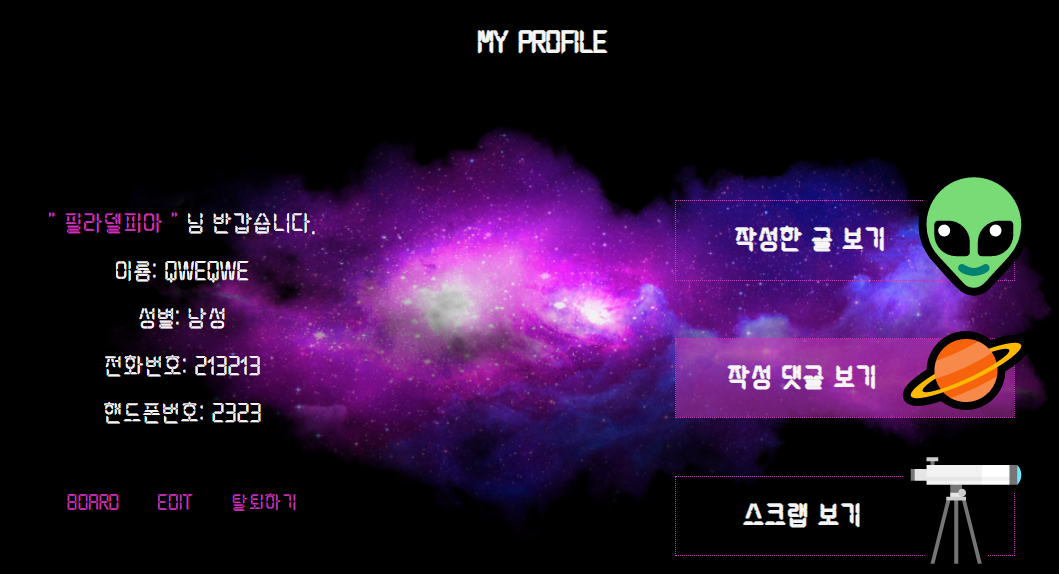 MY PROFILE
" 팔라델피아 " 님 반갑습니다.
이름: QWEQWE
성별: 남성
전화번호: 213213
핸드폰번호: 2323
BOARD EDIT 탈퇴하기
작성한 글 보기
작성 댓글 보기
스크랩 보기